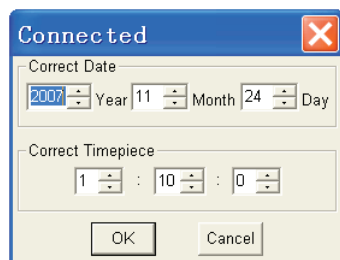 Connected
Correct Date
2007 Year 11 Month 24 Day
Correct Timepiece
1 : 10 : 0
OK Cancel